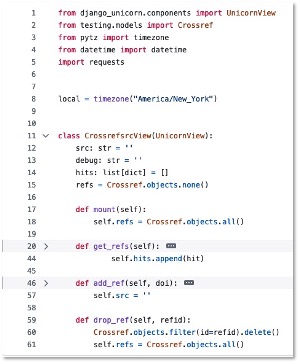 1 from django_unicorn.components import UnicornView
2 from testing.models import Crossref
3 from pytz import timezone
4 from datetime import datetime
5 import requests
6
7
8 local = timezone("America/New_York")
9
10
11 class CrossrefsrcView(UnicornView):
12 src: str = ''
13 debug: str = ''
14 hits: list[dict] = []
15 refs = Crossref.objects.none()
16
17 def mount(self):
18 self.refs = Crossref.objects.all()
19
20 def get_refs(self): ...
44 self.hits.append(hit)
45
46 def add_ref(self, doi): ...
57 self.src = ''
58
59 def drop_ref(self, refid):
60 Crossref.objects.filter(id=refid).delete()
61 self.refs = Crossref.objects.all()